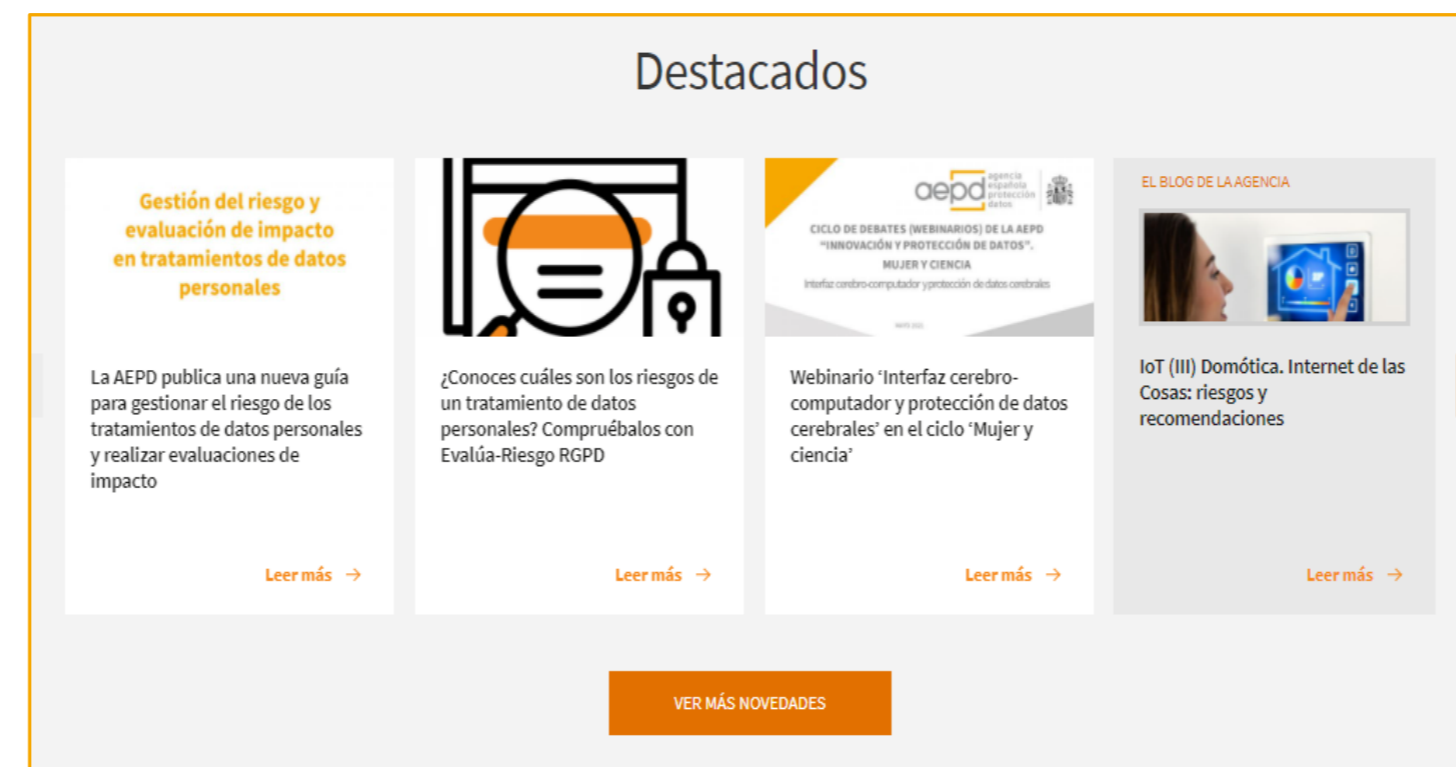 Destacados
Gestión del riesgo y
evaluación de impacto
en tratamientos de datos
personales
La AEPD publica una nueva guía
para gestionar el riesgo de los
tratamientos de datos personales
y realizar evaluaciones de
impacto
Leer más →
¿Conoces cuáles son los riesgos de
un tratamiento de datos
personales? Compruébalos con
Evalúa-Riesgo RGPD
Leer más →
aepd
agencia
española
protección
datos
CICLO DE DEBATES (WEBINARIOS) DE LA AEPD
“INNOVACIÓN Y PROTECCIÓN DE DATOS”.
MUJER Y CIENCIA
Interfaz cerebro-computador y protección de datos cerebrales
Webinario ‘Interfaz cerebro-
computador y protección de datos
cerebrales’ en el ciclo ‘Mujer y
ciencia’
Leer más →
EL BLOG DE LA AGENCIA
IoT (III) Domótica. Internet de las
Cosas: riesgos y
recomendaciones
Leer más →
VER MÁS NOVEDADES